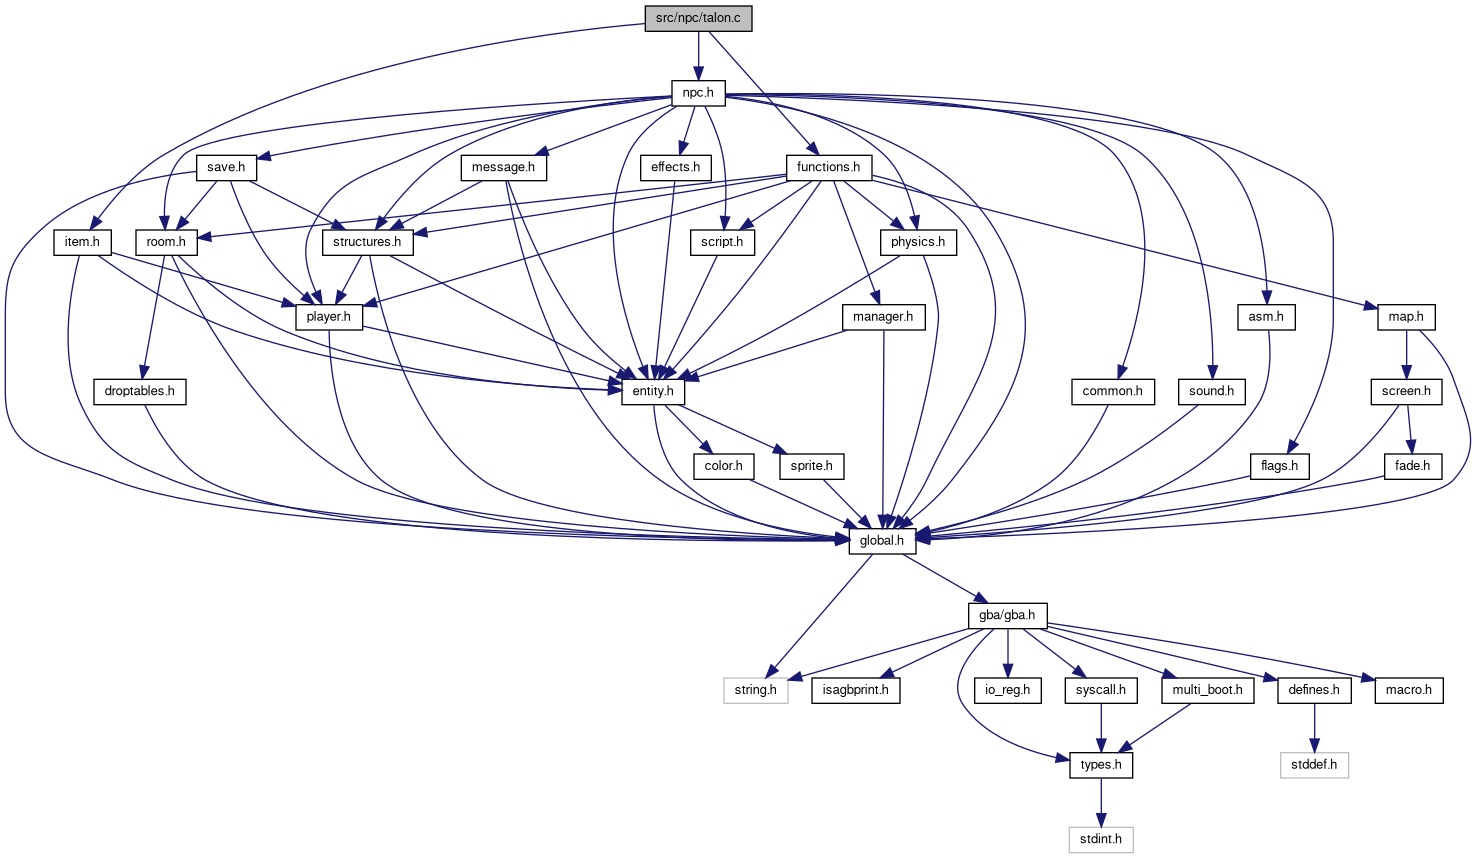 src/npc/talon.c
npc.h
save.h
message.h
effects.h
functions.h
item.h
room.h
structures.h
script.h
physics.h
player.h
manager.h
asm.h
map.h
droptables.h
entity.h
common.h
sound.h
screen.h
color.h
sprite.h
flags.h
fade.h
global.h
gba/gba.h
string.h
isagbprint.h
io_reg.h
syscall.h
multi_boot.h
defines.h
macro.h
types.h
stddef.h
stdint.h